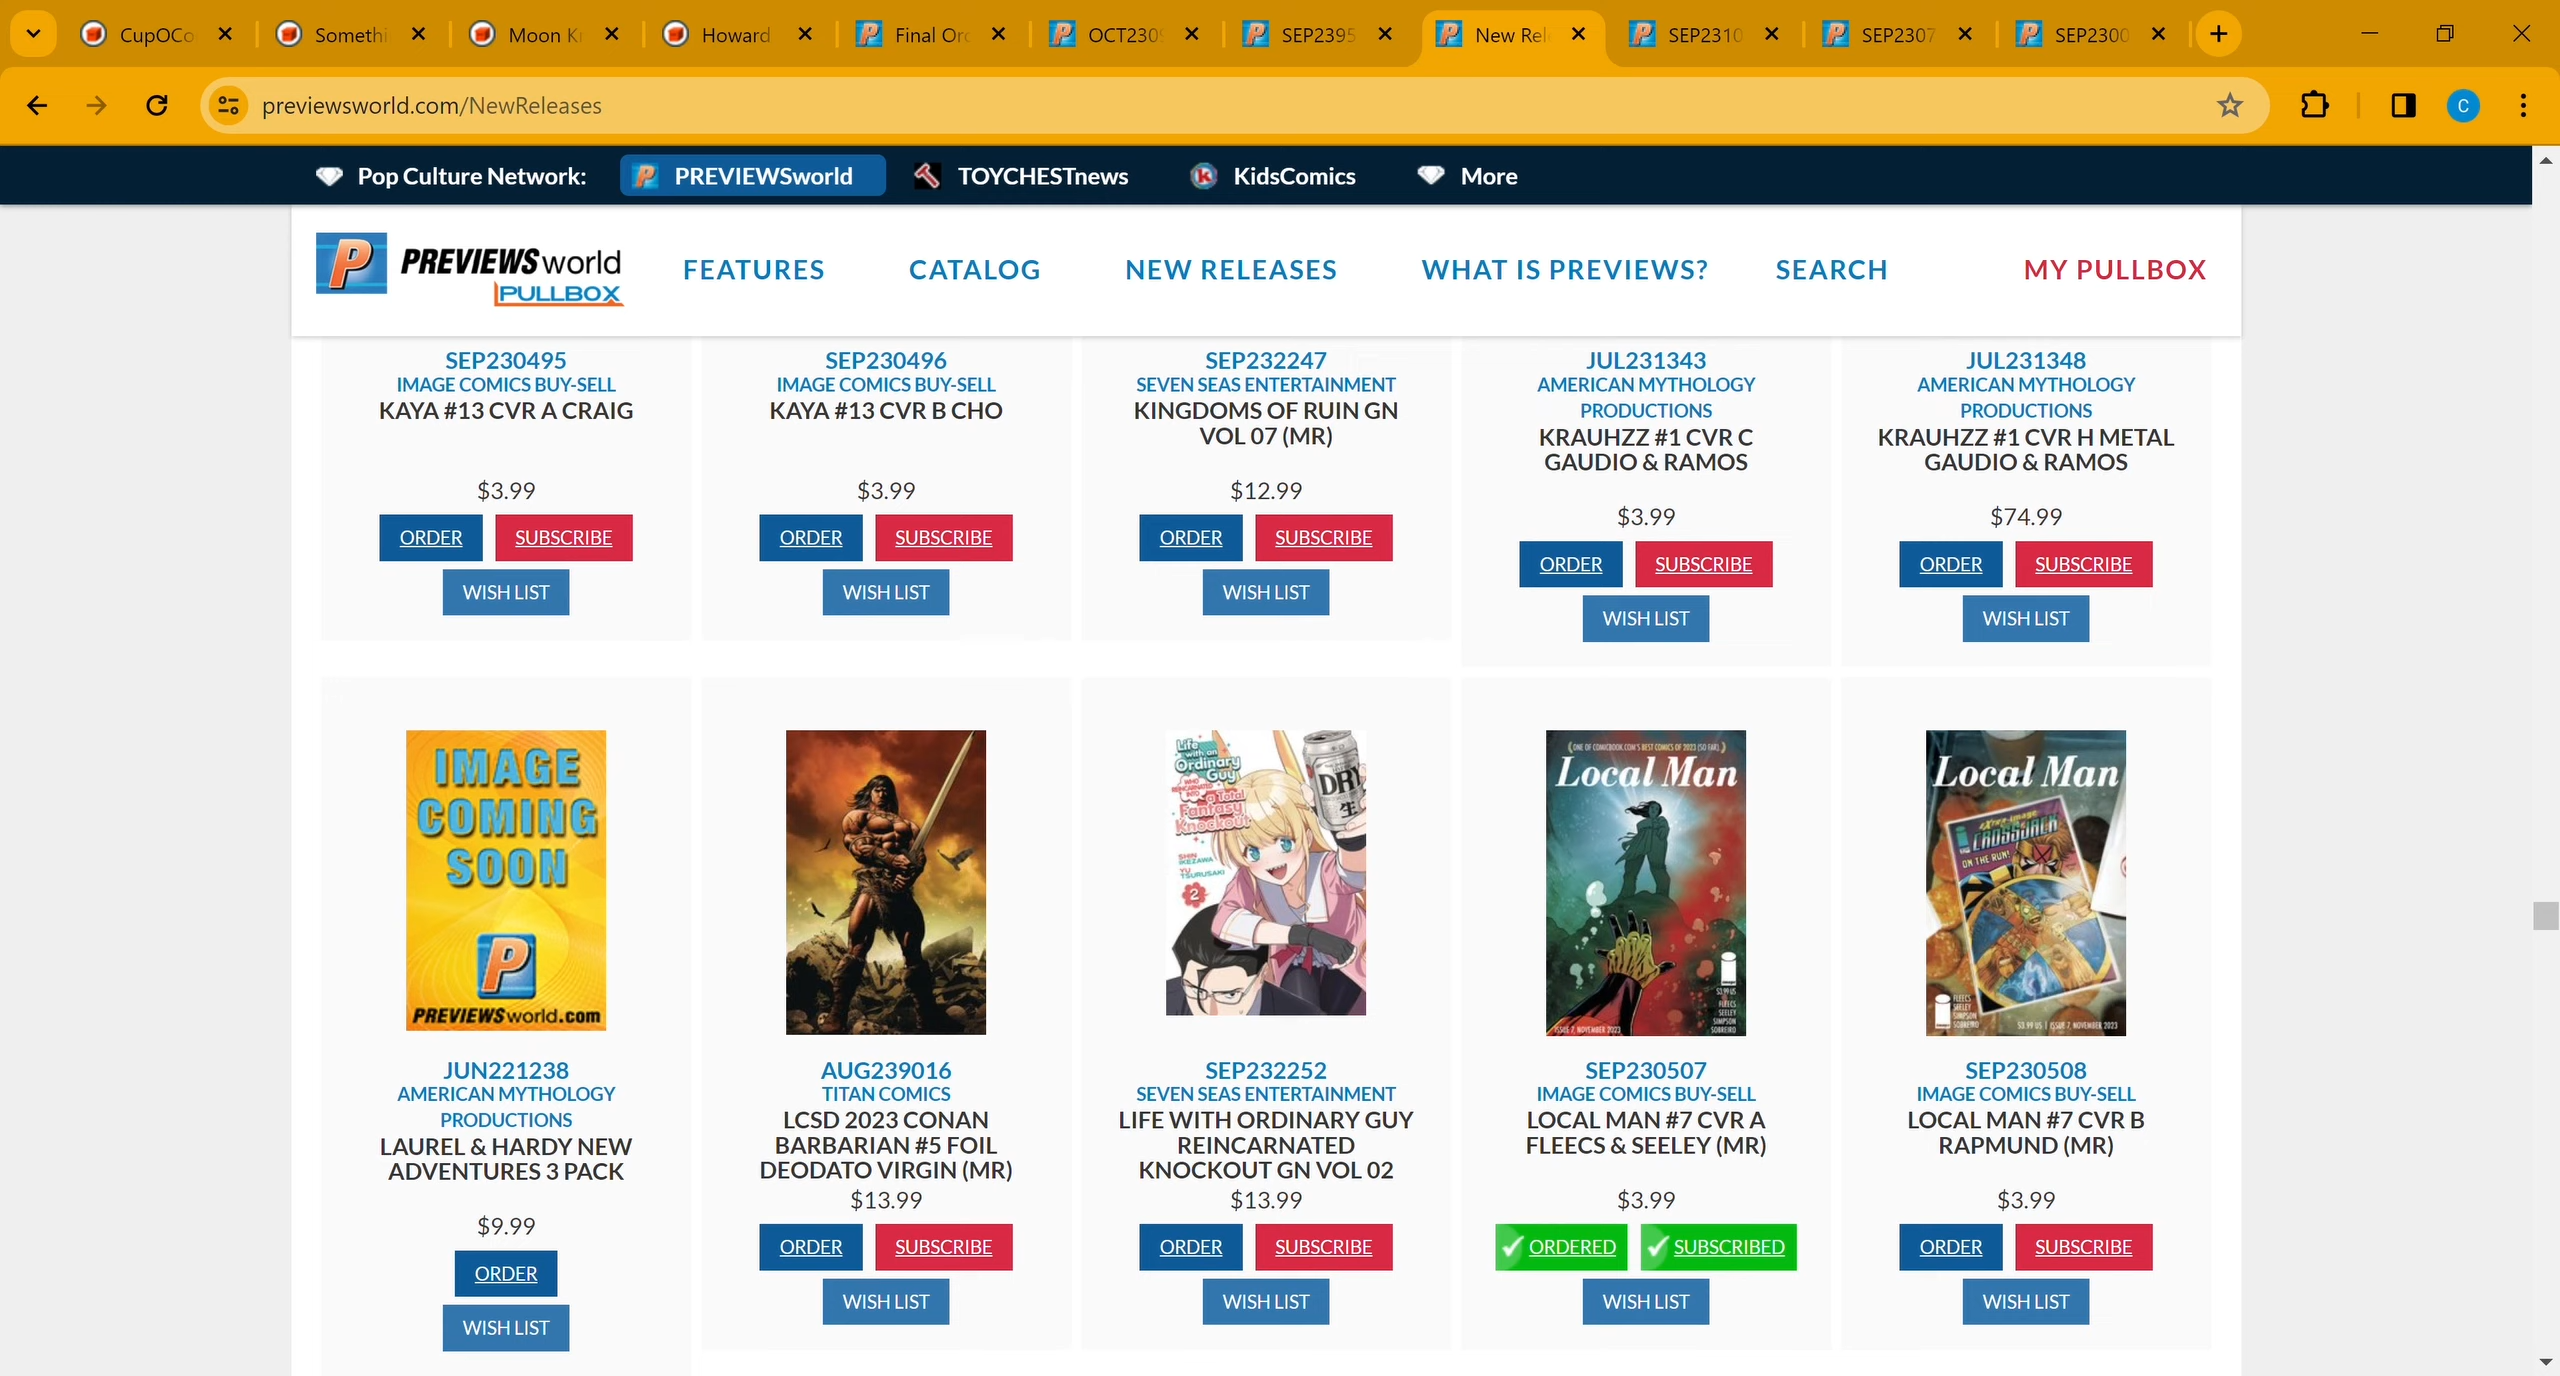 CupOCo
Somethi
Moon Kn
Howard
Final Orc
OCT2309
SEP2395
New Rel
SEP2310
SEP2307
SEP2300
previewsworld.com/NewReleases
C
Pop Culture Network:
PREVIEWSworld
TOYCHESTnews
KidsComics
More
P
PREVIEWSworld
PULLBOX
FEATURES
CATALOG
NEW RELEASES
WHAT IS PREVIEWS?
SEARCH
MY PULLBOX
SEP230495
IMAGE COMICS BUY-SELL
KAYA #13 CVR A CRAIG
$3.99
ORDER
SUBSCRIBE
WISH LIST
SEP230496
IMAGE COMICS BUY-SELL
KAYA #13 CVR B CHO
$3.99
ORDER
SUBSCRIBE
WISH LIST
SEP232247
SEVEN SEAS ENTERTAINMENT
KINGDOMS OF RUIN GN
VOL 07 (MR)
$12.99
ORDER
SUBSCRIBE
WISH LIST
JUL231343
AMERICAN MYTHOLOGY
PRODUCTIONS
KRAUHZZ #1 CVR C
GAUDIO & RAMOS
$3.99
ORDER
SUBSCRIBE
WISH LIST
JUL231348
AMERICAN MYTHOLOGY
PRODUCTIONS
KRAUHZZ #1 CVR H METAL
GAUDIO & RAMOS
$74.99
ORDER
SUBSCRIBE
WISH LIST
IMAGE
COMING
SOON
P
PREVIEWSworld.com
JUN221238
AMERICAN MYTHOLOGY
PRODUCTIONS
LAUREL & HARDY NEW
ADVENTURES 3 PACK
$9.99
ORDER
WISH LIST
AUG239016
TITAN COMICS
LCSD 2023 CONAN
BARBARIAN #5 FOIL
DEODATO VIRGIN (MR)
$13.99
ORDER
SUBSCRIBE
WISH LIST
Life
with an
Ordinary
Guy
WHO
REINCARNATED
INTO
a Total
Fantasy
Knockout
SHIN
IKEZAWA
YU
TSURUSAKI
2
DRY
生
SEP232252
SEVEN SEAS ENTERTAINMENT
LIFE WITH ORDINARY GUY
REINCARNATED
KNOCKOUT GN VOL 02
$13.99
ORDER
SUBSCRIBE
WISH LIST
(ONE OF COMICBOOK.COM'S BEST COMICS OF 2023 (SO FAR).)
Local Man
$3.99 US
FLEECS
SEELEY
SIMPSON
SOBREIRO
ISSUE 7, NOVEMBER 2023
SEP230507
IMAGE COMICS BUY-SELL
LOCAL MAN #7 CVR A
FLEECS & SEELEY (MR)
$3.99
ORDERED
SUBSCRIBED
WISH LIST
Local Man
CROSSJACK
ON THE RUN!
FLEECS
SEELEY
SIMPSON
SOBREIRO
$3.99 US | ISSUE 7, NOVEMBER 2023
SEP230508
IMAGE COMICS BUY-SELL
LOCAL MAN #7 CVR B
RAPMUND (MR)
$3.99
ORDER
SUBSCRIBE
WISH LIST